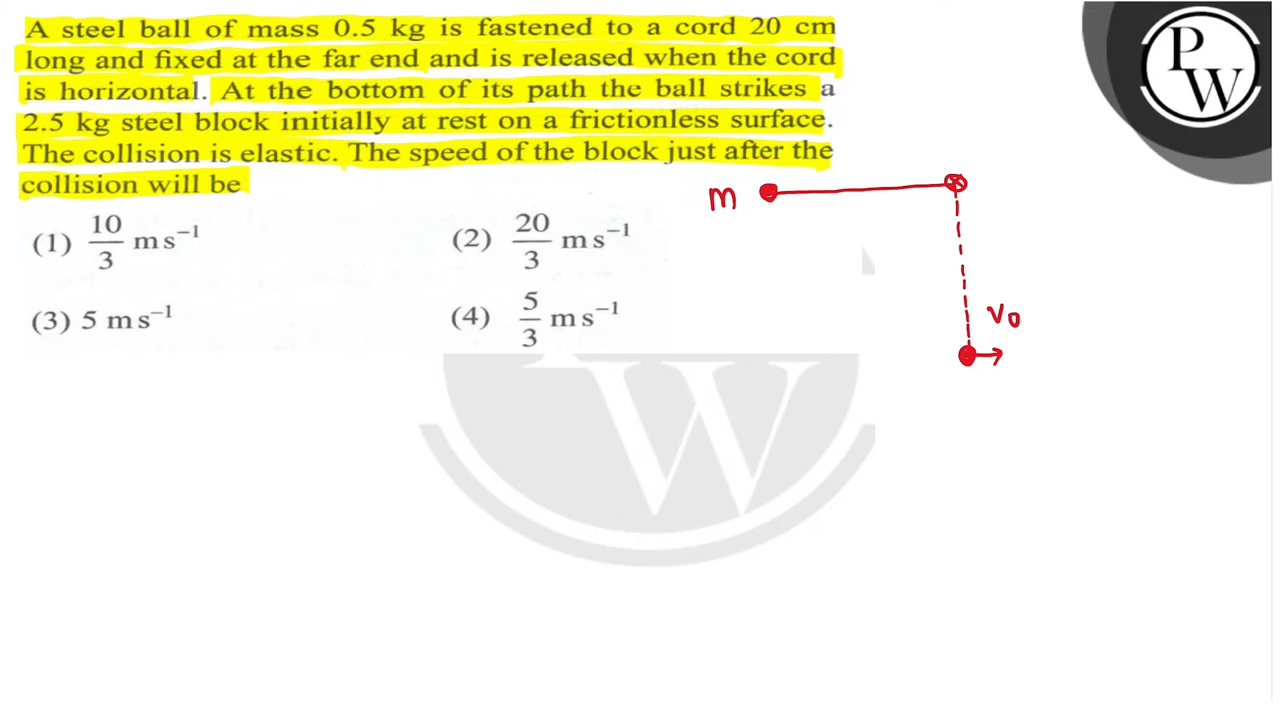 A steel ball of mass 0.5 kg is fastened to a cord 20 cm
long and fixed at the far end and is released when the cord
is horizontal. At the bottom of its path the ball strikes a
2.5 kg steel block initially at rest on a frictionless surface.
The collision is elastic. The speed of the block just after the
collision will be
(1) 10/3 m s⁻¹
(2) 20/3 m s⁻¹
(3) 5 m s⁻¹
(4) 5/3 m s⁻¹
m
v₀
P
W
W